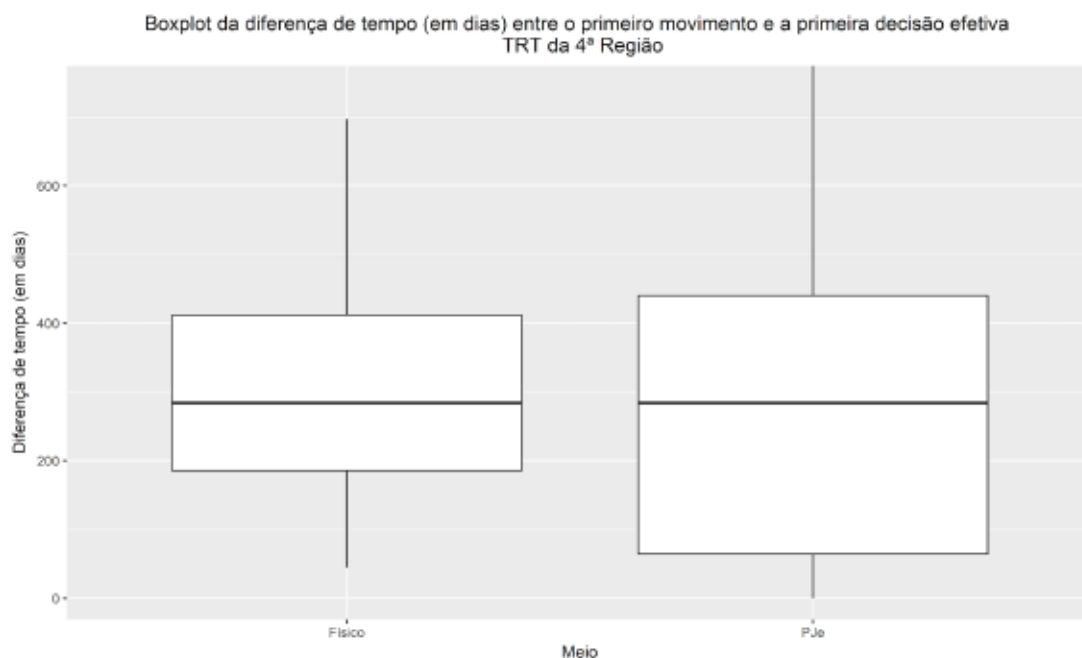 Boxplot da diferença de tempo (em dias) entre o primeiro movimento e a primeira decisão efetiva
TRT da 4ª Região
Diferença de tempo (em dias)
600
400
200
0
Físico
PJe
Meio